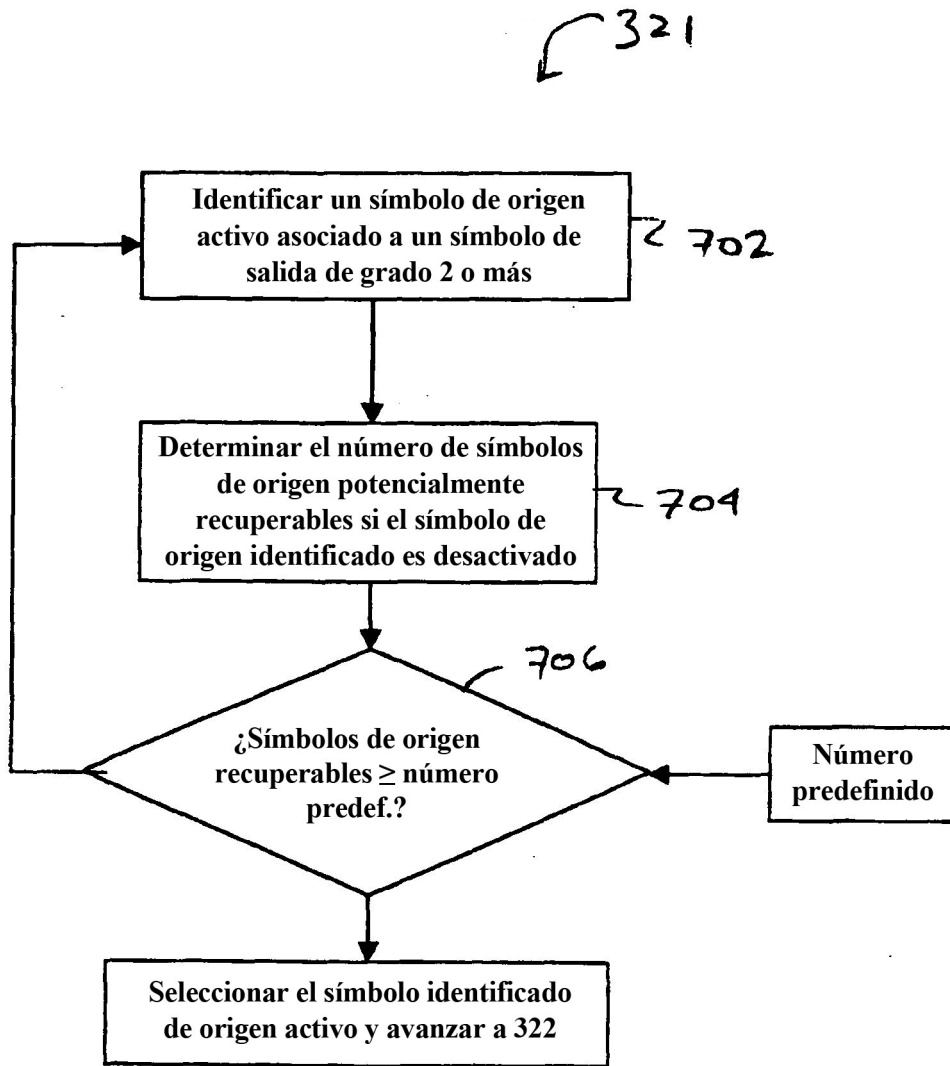 321
Identificar un símbolo de origen
activo asociado a un símbolo de
salida de grado 2 o más
702
Determinar el número de símbolos
de origen potencialmente
recuperables si el símbolo de
origen identificado es desactivado
704
706
¿Símbolos de origen
recuperables ≥ número
predef.?
Número
predefinido
Seleccionar el símbolo identificado
de origen activo y avanzar a 322